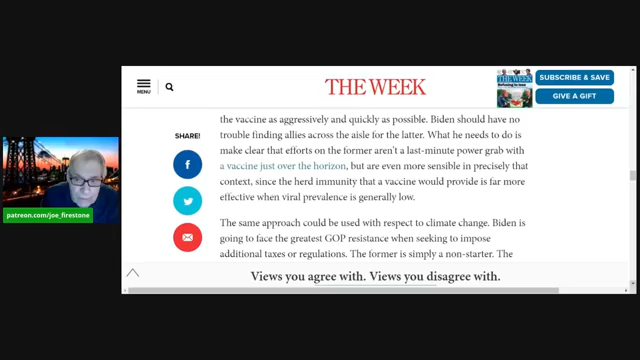 THE WEEK
MENU
SUBSCRIBE & SAVE
GIVE A GIFT
the vaccine as aggressively and quickly as possible. Biden should have no
trouble finding allies across the aisle for the latter. What he needs to do is
make clear that efforts on the former aren't a last-minute power grab with
a vaccine just over the horizon, but are even more sensible in precisely that
context, since the herd immunity that a vaccine would provide is far more
effective when viral prevalence is generally low.
SHARE!
The same approach could be used with respect to climate change. Biden is
going to face the greatest GOP resistance when seeking to impose
additional taxes or regulations. The former is simply a non-starter. The
Views you agree with. Views you disagree with.
patreon.com/joe_firestone